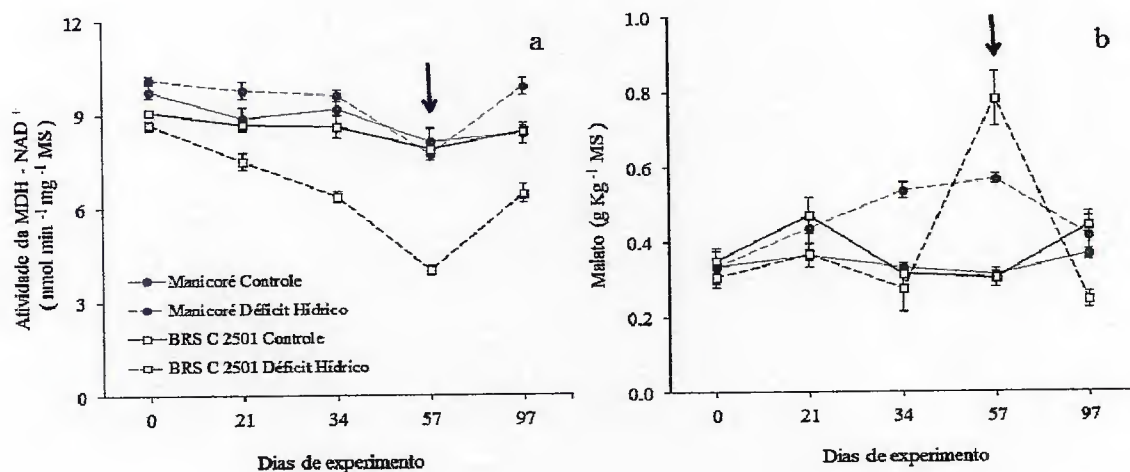 a
12
9
6
3
0
Atividade da MDH - NAD +
( nmol min -1 mg -1 MS )
Manicoré Controle
Manicoré Déficit Hídrico
BRS C 2501 Controle
BRS C 2501 Déficit Hídrico
0 21 34 57 97
Dias de experimento
b
1.0
0.8
0.6
0.4
0.2
0.0
Malato (g Kg -1 MS)
0 21 34 57 97
Dias de experimento